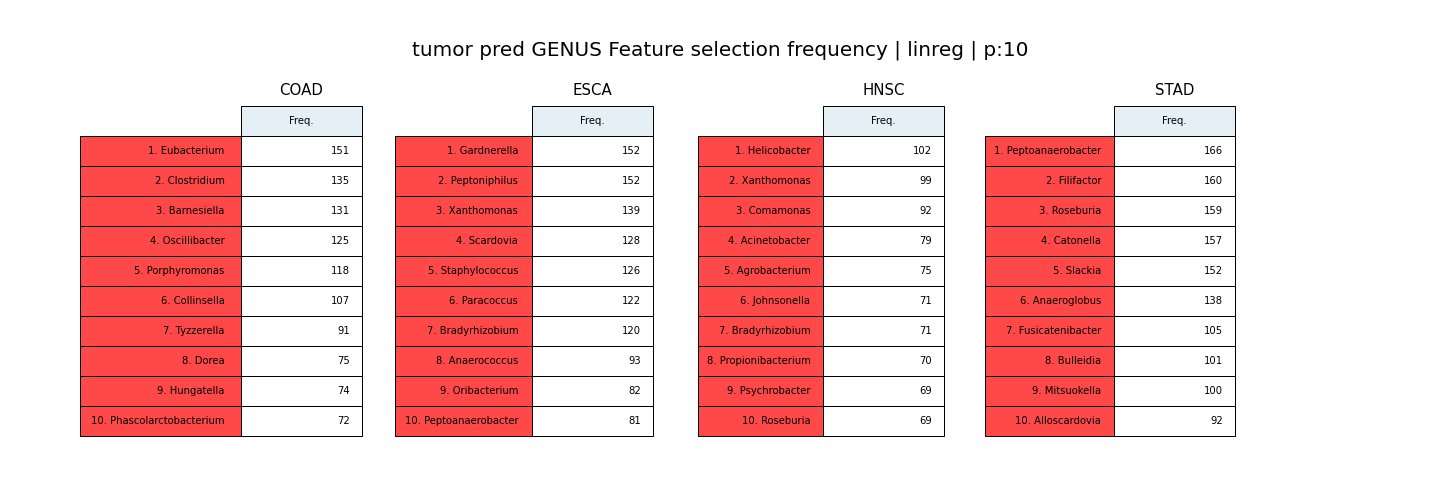 tumor pred GENUS Feature selection frequency | linreg | p:10
COAD
Freq.
1. Eubacterium 151
2. Clostridium 135
3. Barnesiella 131
4. Oscillibacter 125
5. Porphyromonas 118
6. Collinsella 107
7. Tyzzerella 91
8. Dorea 75
9. Hungatella 74
10. Phascolarctobacterium 72
ESCA
Freq.
1. Gardnerella 152
2. Peptoniphilus 152
3. Xanthomonas 139
4. Scardovia 128
5. Staphylococcus 126
6. Paracoccus 122
7. Bradyrhizobium 120
8. Anaerococcus 93
9. Oribacterium 82
10. Peptoanaerobacter 81
HNSC
Freq.
1. Helicobacter 102
2. Xanthomonas 99
3. Comamonas 92
4. Acinetobacter 79
5. Agrobacterium 75
6. Johnsonella 71
7. Bradyrhizobium 71
8. Propionibacterium 70
9. Psychrobacter 69
10. Roseburia 69
STAD
Freq.
1. Peptoanaerobacter 166
2. Filifactor 160
3. Roseburia 159
4. Catonella 157
5. Slackia 152
6. Anaeroglobus 138
7. Fusicatenibacter 105
8. Bulleidia 101
9. Mitsuokella 100
10. Alloscardovia 92